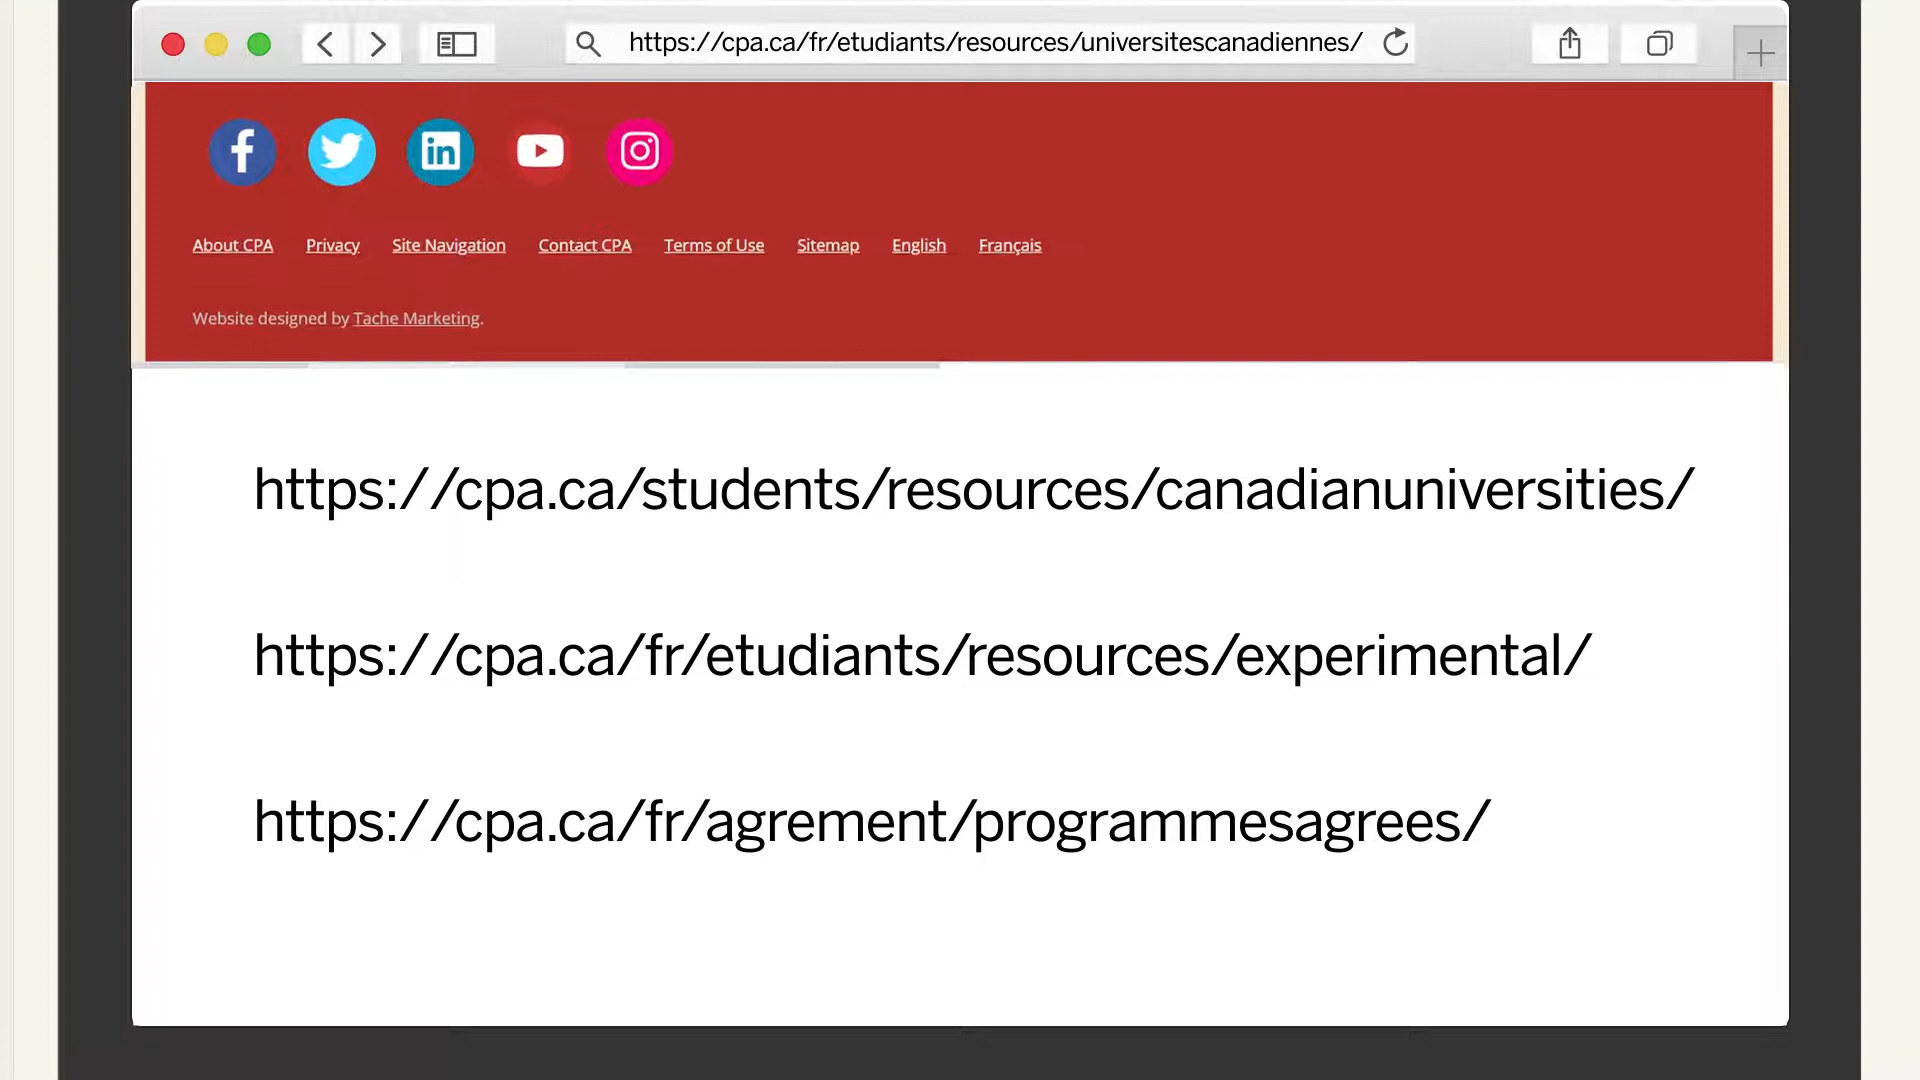 https://cpa.ca/fr/etudiants/resources/universitescanadiennes/
f
in
About CPA Privacy Site Navigation Contact CPA Terms of Use Sitemap English Français
Website designed by Tache Marketing.
https://cpa.ca/students/resources/canadianuniversities/
https://cpa.ca/fr/etudiants/resources/experimental/
https://cpa.ca/fr/agrement/programmesagrees/